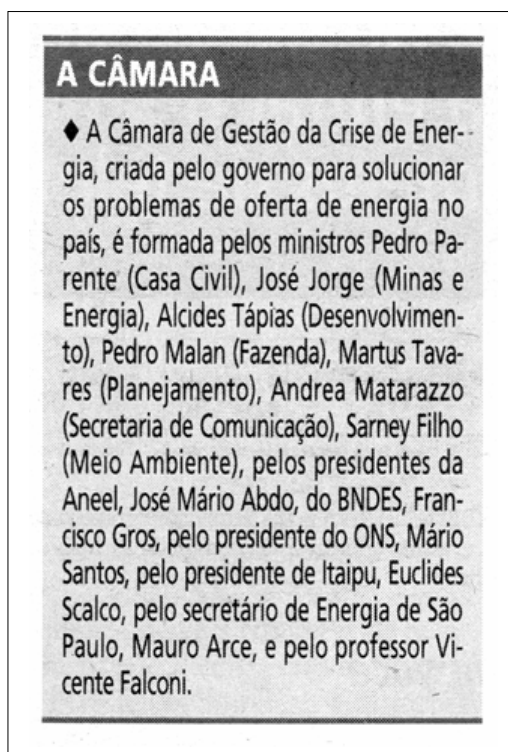 A CÂMARA
♦ A Câmara de Gestão da Crise de Ener-
gia, criada pelo governo para solucionar
os problemas de oferta de energia no
país, é formada pelos ministros Pedro Pa-
rente (Casa Civil), José Jorge (Minas e
Energia), Alcides Tápias (Desenvolvimen-
to), Pedro Malan (Fazenda), Martus Tava-
res (Planejamento), Andrea Matarazzo
(Secretaria de Comunicação), Sarney Filho
(Meio Ambiente), pelos presidentes da
Aneel, José Mário Abdo, do BNDES, Fran-
cisco Gros, pelo presidente do ONS, Mário
Santos, pelo presidente de Itaipu, Euclides
Scalco, pelo secretário de Energia de São
Paulo, Mauro Arce, e pelo professor Vi-
cente Falconi.